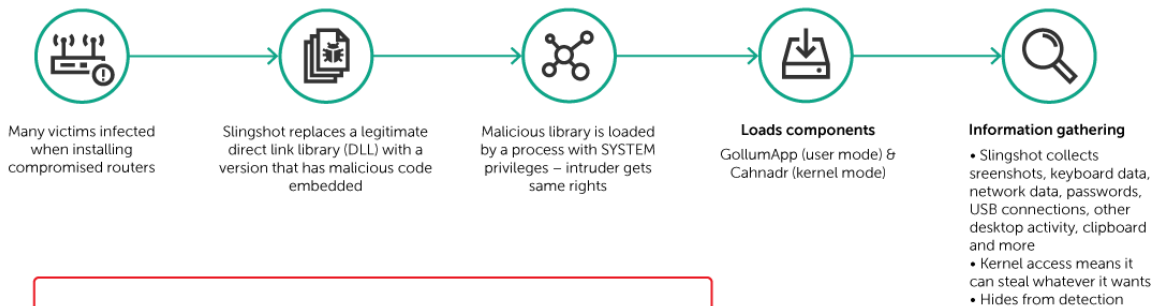 Many victims infected
when installing
compromised routers
Slingshot replaces a legitimate
direct link library (DLL) with a
version that has malicious code
embedded
Malicious library is loaded
by a process with SYSTEM
privileges – intruder gets
same rights
Loads components
GollumApp (user mode) &
Cahnadr (kernel mode)
Information gathering
• Slingshot collects
sreenshots, keyboard data,
network data, passwords,
USB connections, other
desktop activity, clipboard
and more
• Kernel access means it
can steal whatever it wants
• Hides from detection